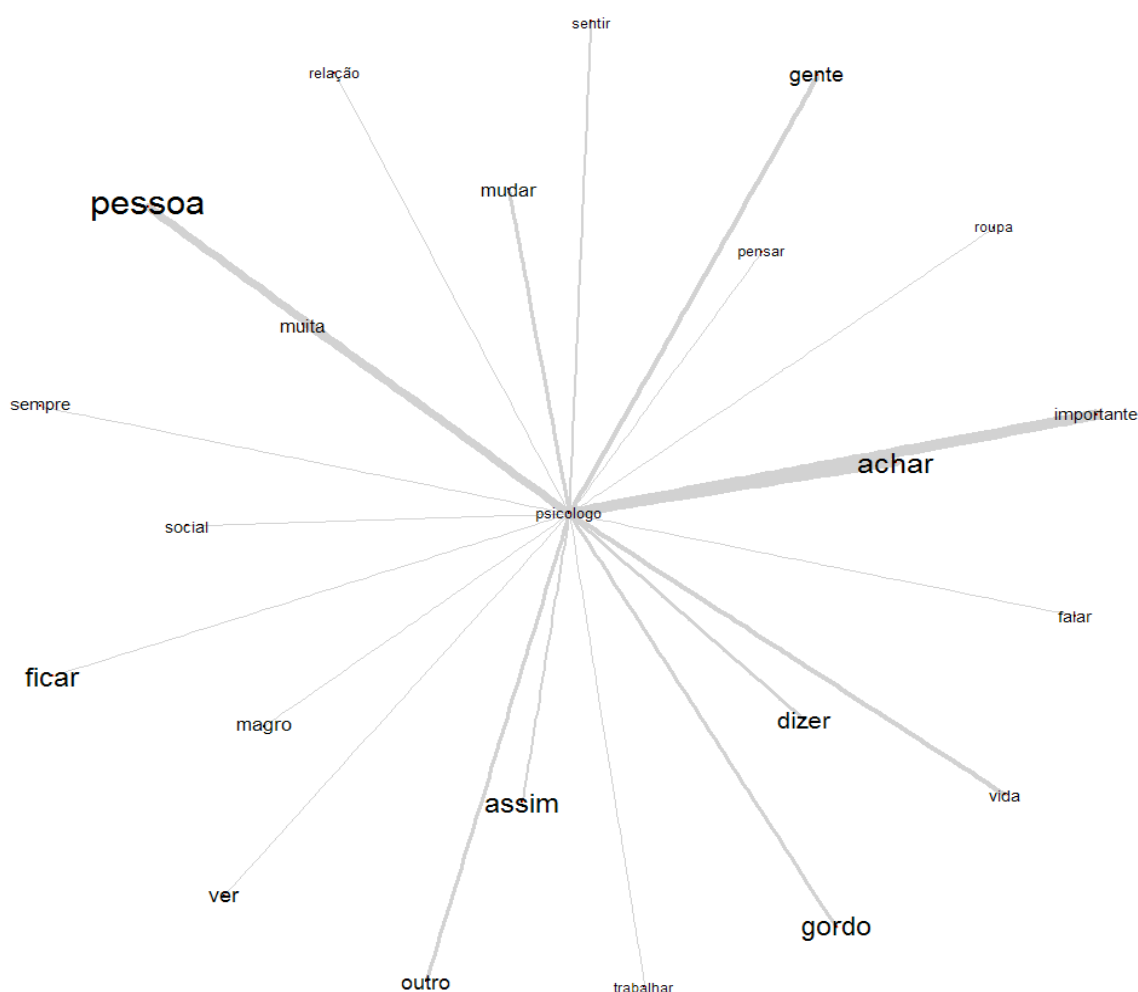 sentir
relação
gente
mudar
pessoa
roupa
pensar
muita
sempre
importante
achar
psicologo
social
falar
ficar
magro
dizer
vida
assim
ver
gordo
outro
trabalhar